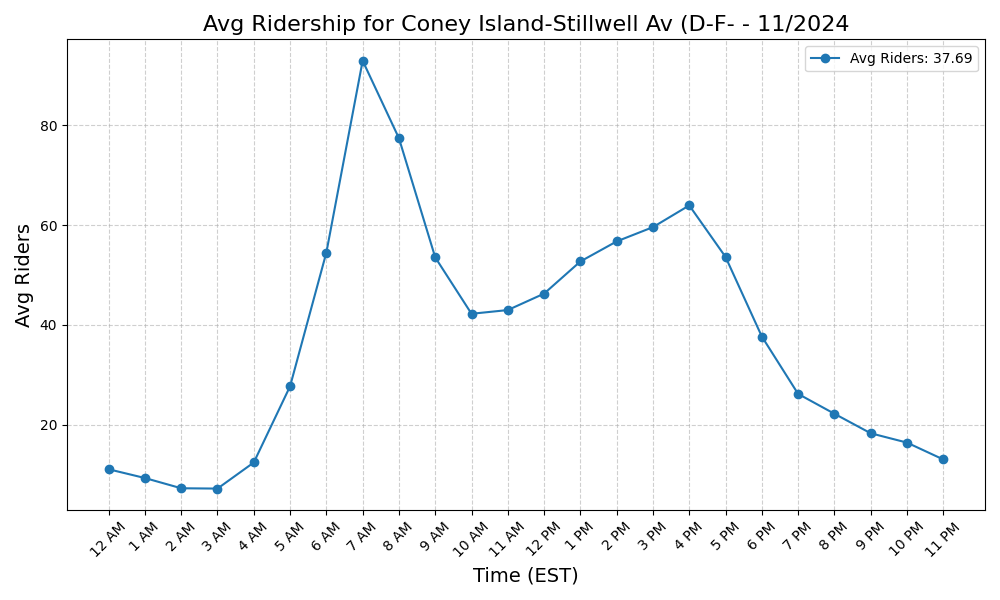 Avg Ridership for Coney Island-Stillwell Av (D-F- - 11/2024
Avg Riders: 37.69
Avg Riders
80
60
40
20
12 AM
1 AM
2 AM
3 AM
4 AM
5 AM
6 AM
7 AM
8 AM
9 AM
10 AM
11 AM
12 PM
1 PM
2 PM
3 PM
4 PM
5 PM
6 PM
7 PM
8 PM
9 PM
10 PM
11 PM
Time (EST)